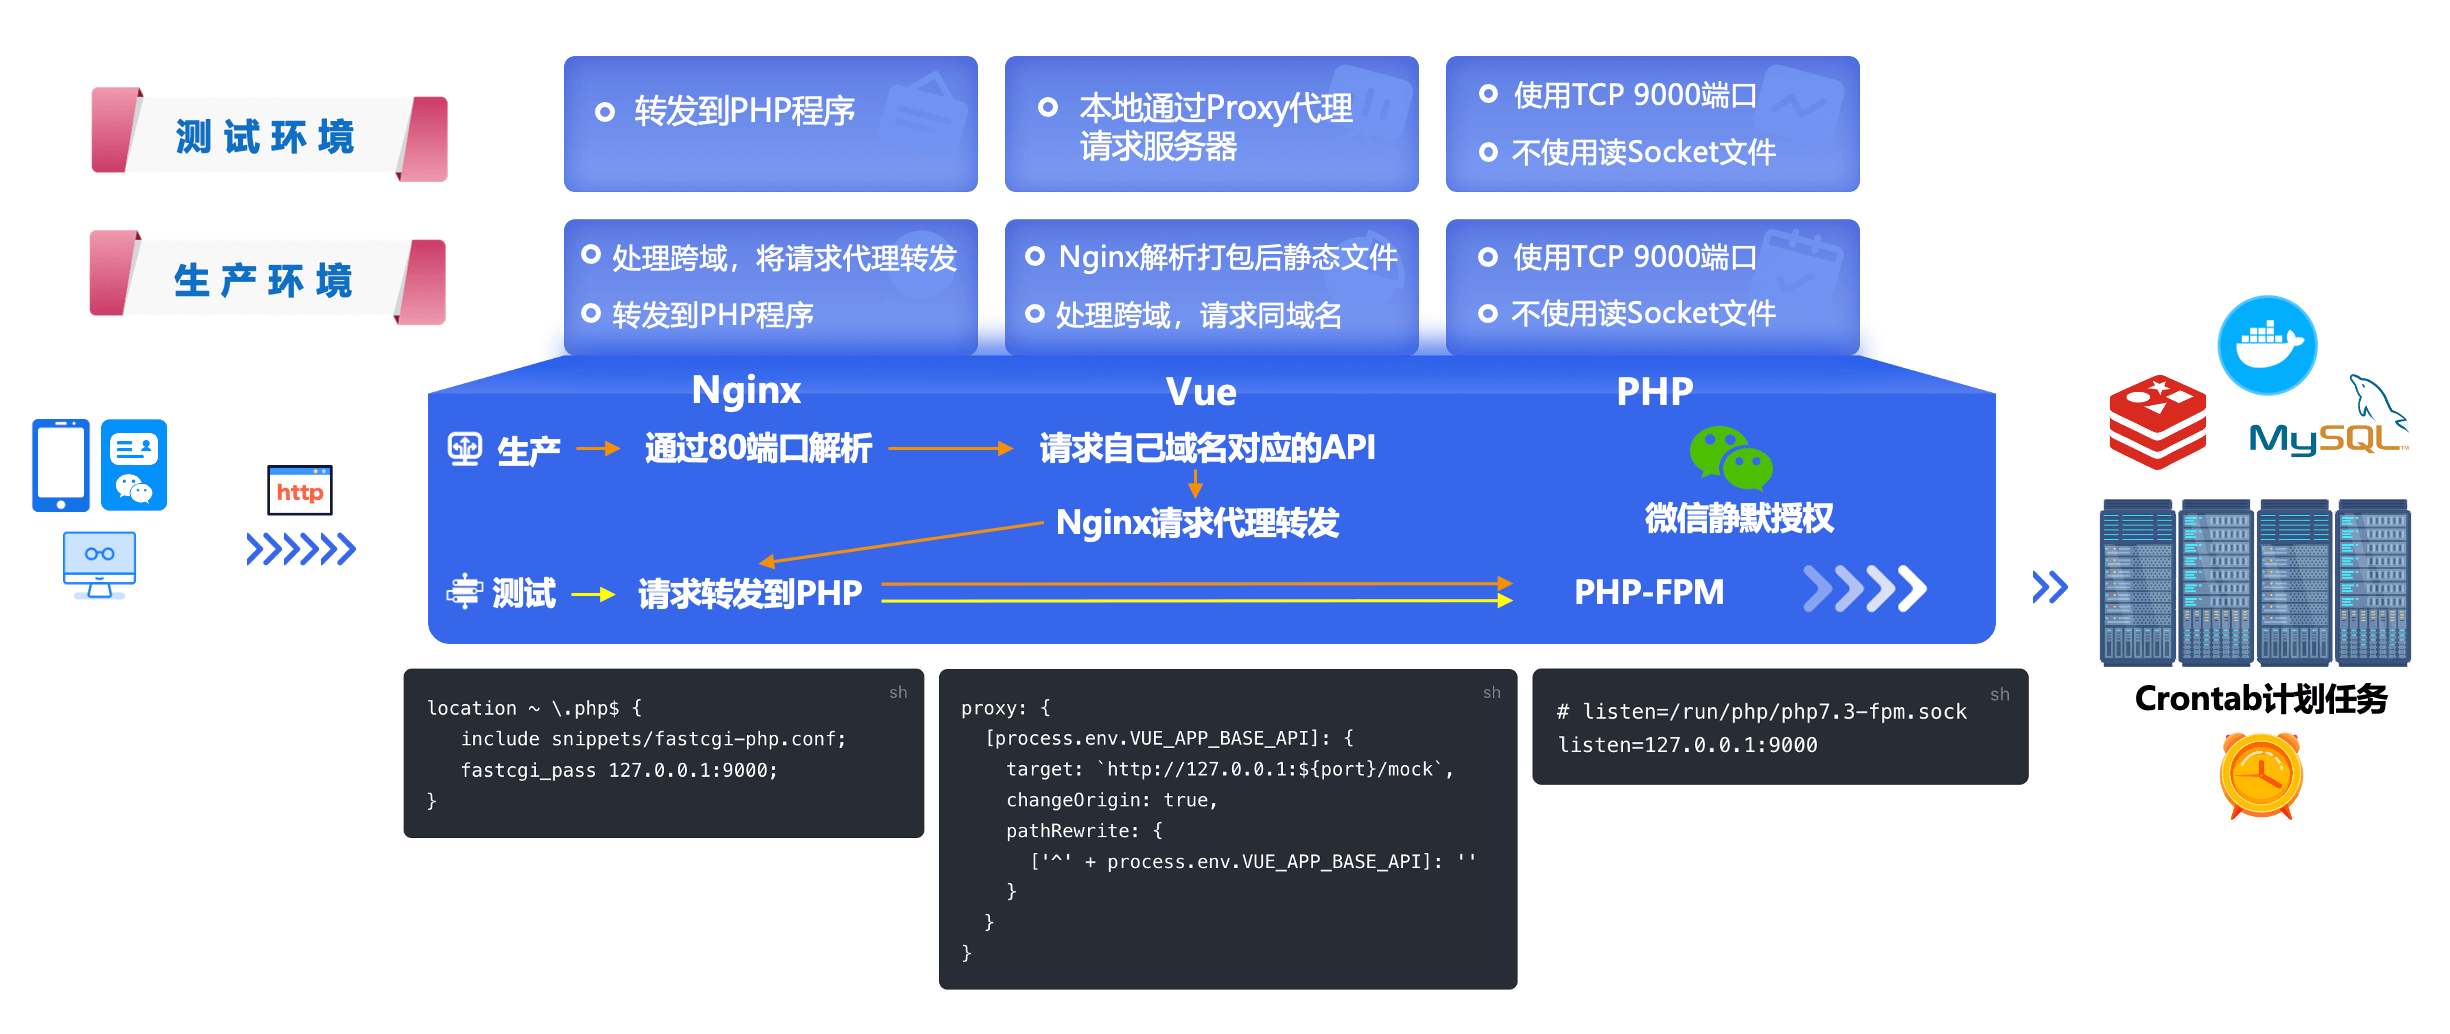 测试环境
转发到PHP程序
本地通过Proxy代理
请求服务器
使用TCP 9000端口
不使用读Socket文件
生产环境
处理跨域，将请求代理转发
转发到PHP程序
Nginx解析打包后静态文件
处理跨域，请求同域名
使用TCP 9000端口
不使用读Socket文件
Nginx
Vue
PHP
生产
通过80端口解析
请求自己域名对应的API
Nginx请求代理转发
微信静默授权
测试
请求转发到PHP
PHP-FPM
http
MySQL™
Crontab计划任务
sh
location ~ \.php$ {
include snippets/fastcgi-php.conf;
fastcgi_pass 127.0.0.1:9000;
}
sh
proxy: {
[process.env.VUE_APP_BASE_API]: {
target: `http://127.0.0.1:${port}/mock`,
changeOrigin: true,
pathRewrite: {
['^' + process.env.VUE_APP_BASE_API]: ''
}
}
}
sh
# listen=/run/php/php7.3-fpm.sock
listen=127.0.0.1:9000